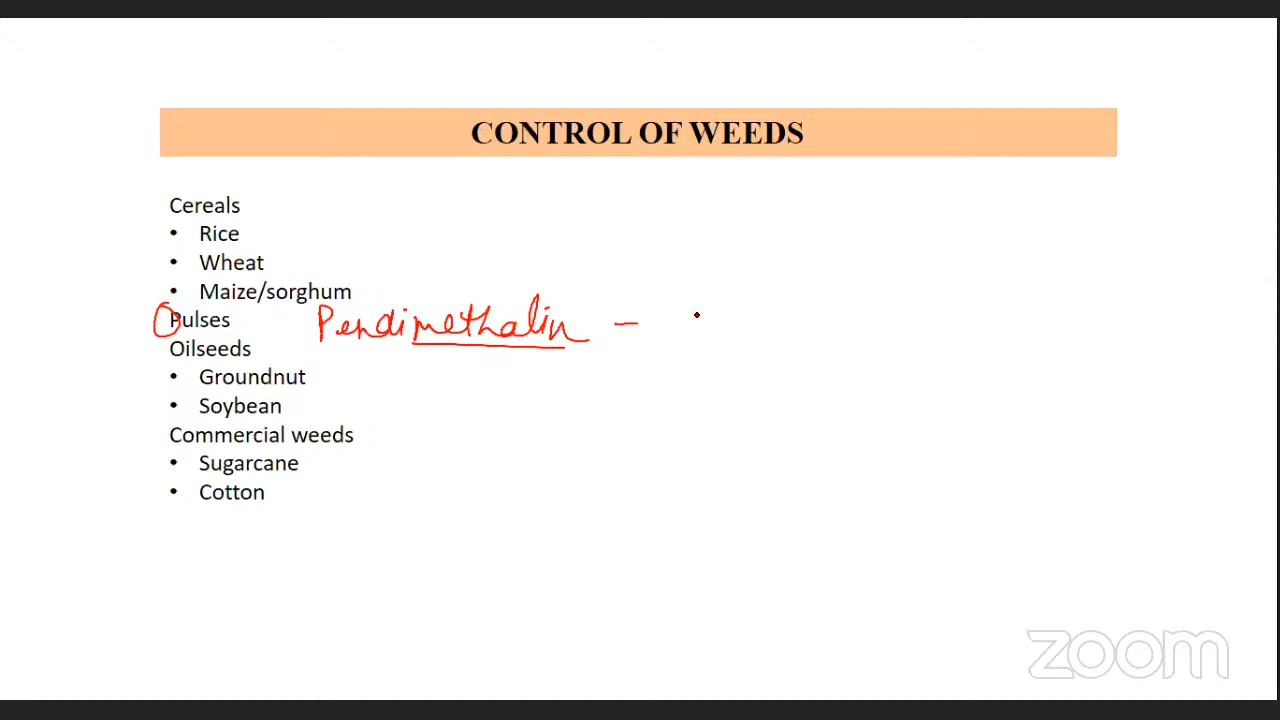 CONTROL OF WEEDS
Cereals
• Rice
• Wheat
• Maize/sorghum
Pulses Pendimethalin –
Oilseeds
• Groundnut
• Soybean
Commercial weeds
• Sugarcane
• Cotton
zoom